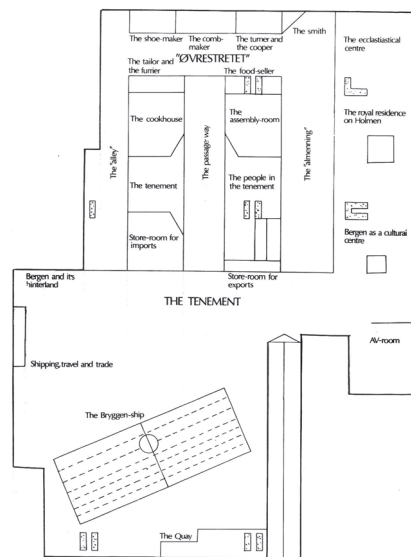 The shoe-maker
The comb-
maker
The turner and
the cooper
The smith
The ecclastiastical
centre
"ØVRESTRETET"
The tailor and
the furrier
The food-seller
The cookhouse
The
assembly-room
The royal residence
on Holmen
The "alley"
The passage way
The "almenning"
The tenement
The people in
the tenement
Bergen as a cultural
centre
Store-room for
imports
Store-room for
exports
Bergen and its
hinterland
THE TENEMENT
AV-room
Shipping, travel and trade
The Bryggen-ship
The Quay